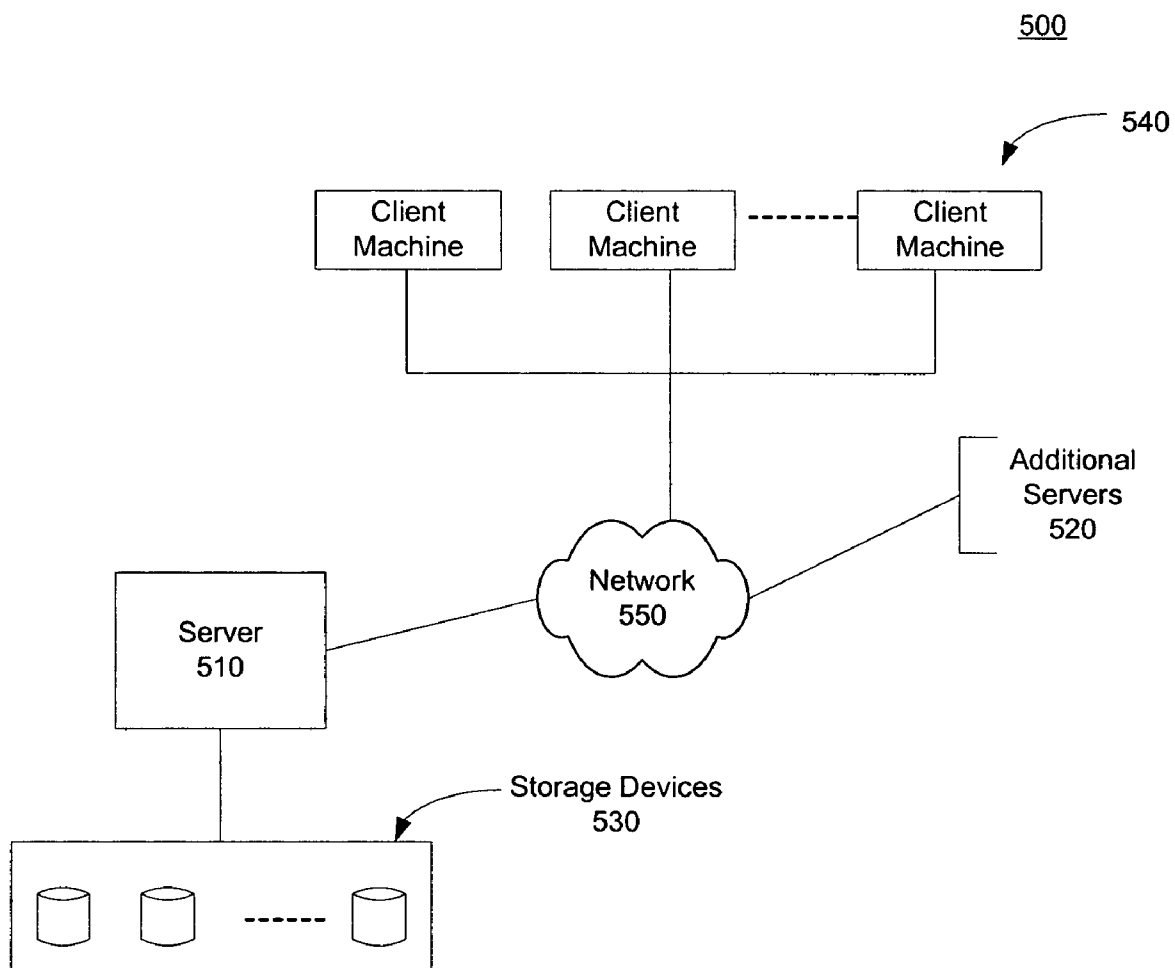 500
540
Client
Machine
Client
Machine
Client
Machine
Additional
Servers
520
Network
550
Server
510
Storage Devices
530